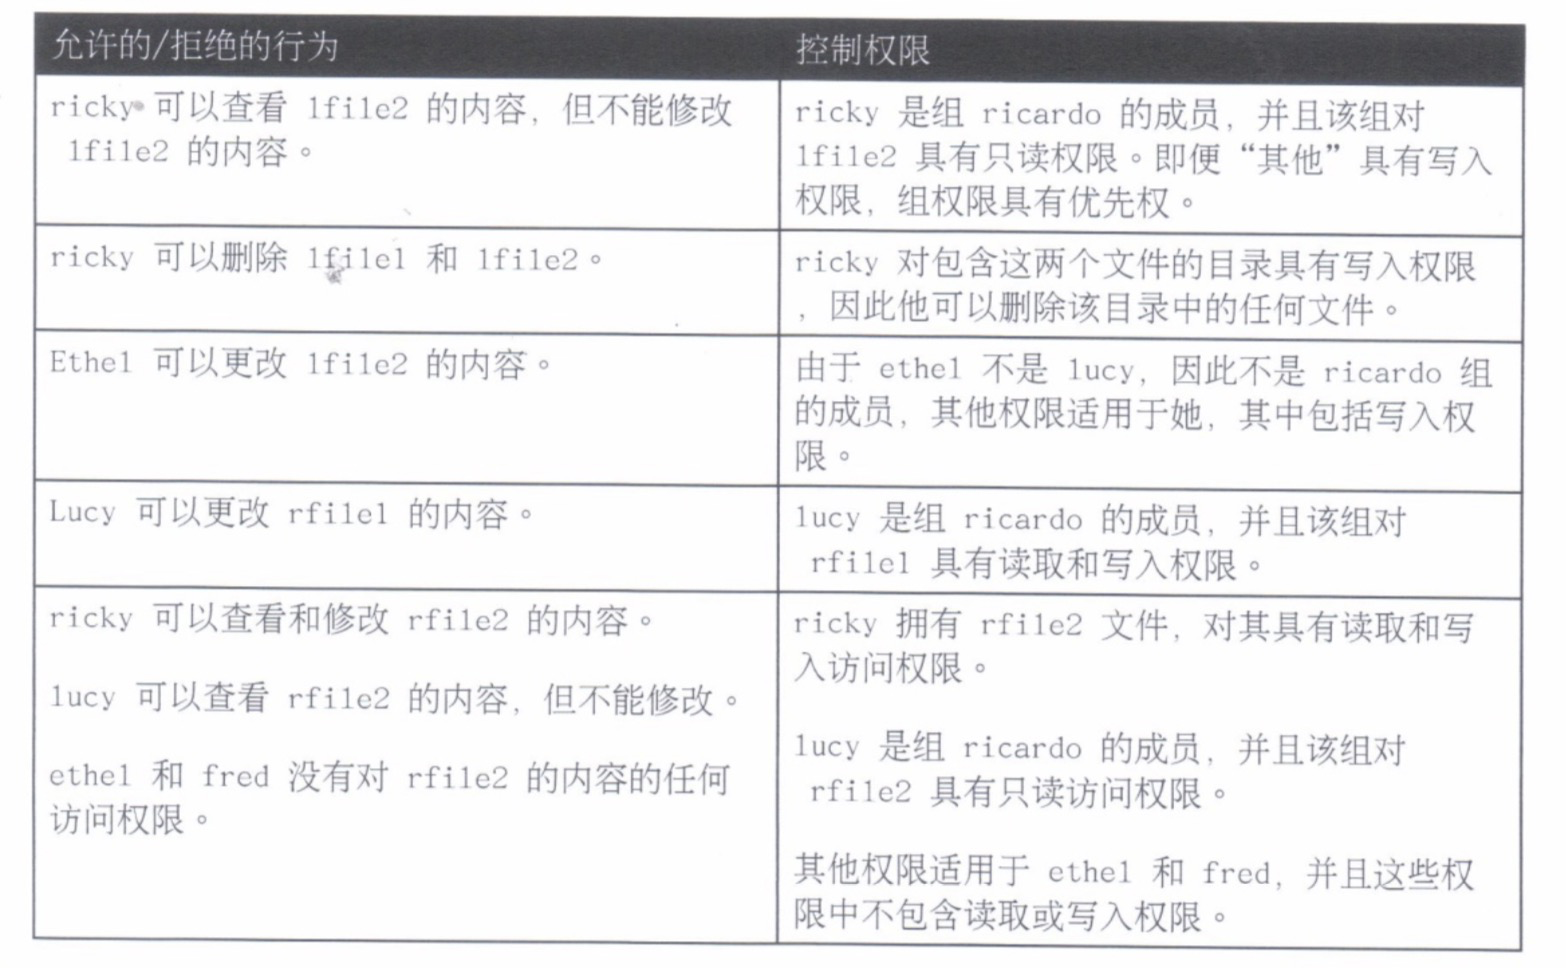 允许的/拒绝的行为
控制权限
ricky 可以查看 lfile2 的内容，但不能修改
lfile2 的内容。
ricky 是组 ricardo 的成员，并且该组对
lfile2 具有只读权限。即便“其他”具有写入
权限，组权限具有优先权。
ricky 可以删除 lfile1 和 lfile2。
ricky 对包含这两个文件的目录具有写入权限
，因此他可以删除该目录中的任何文件。
Ethel 可以更改 lfile2 的内容。
由于 ethel 不是 lucy，因此不是 ricardo 组
的成员，其他权限适用于她，其中包括写入权
限。
Lucy 可以更改 rfile1 的内容。
lucy 是组 ricardo 的成员，并且该组对
rfile1 具有读取和写入权限。
ricky 可以查看和修改 rfile2 的内容。
lucy 可以查看 rfile2 的内容，但不能修改。
ethel 和 fred 没有对 rfile2 的内容的任何
访问权限。
ricky 拥有 rfile2 文件，对其具有读取和写
入访问权限。
lucy 是组 ricardo 的成员，并且该组对
rfile2 具有只读访问权限。
其他权限适用于 ethel 和 fred，并且这些权
限中不包含读取或写入权限。